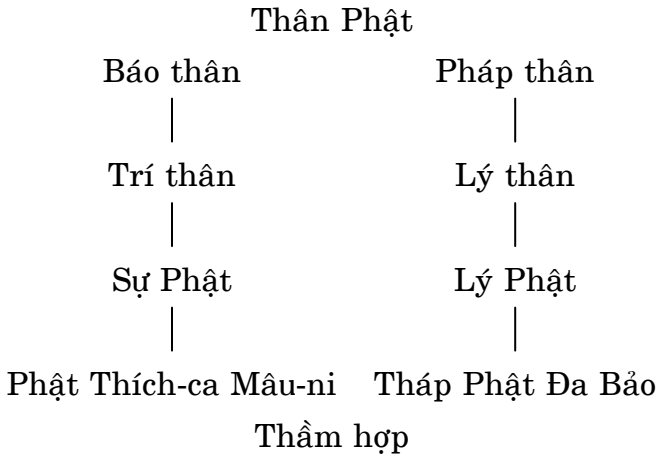 Thân Phật
Báo thân Pháp thân
Trí thân Lý thân
Sự Phật Lý Phật
Phật Thích-ca Mâu-ni Tháp Phật Đa Bảo
Thầm hợp